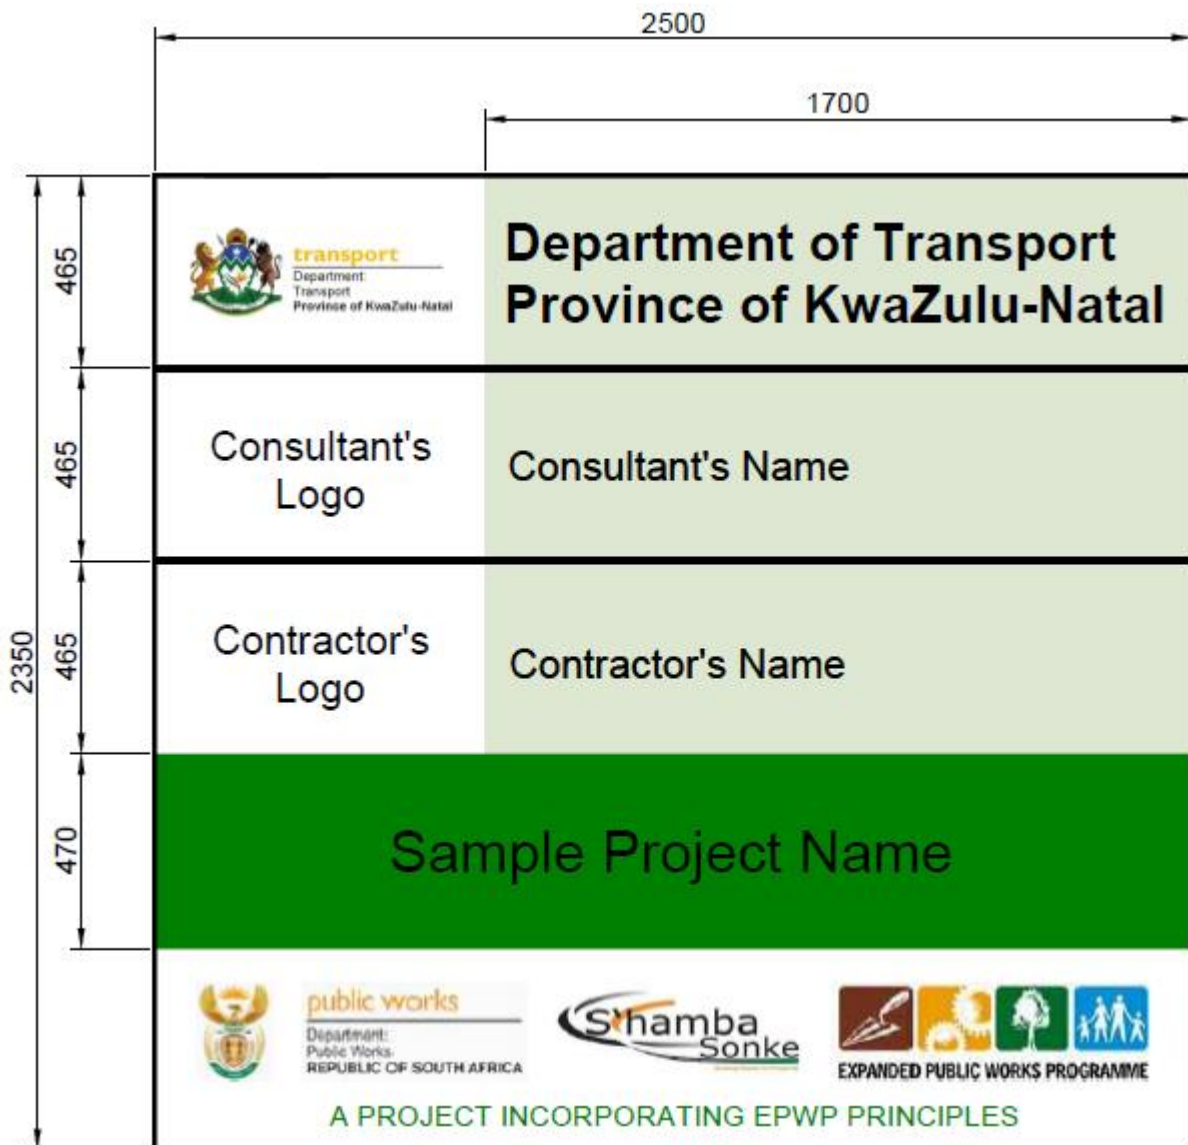 2500
1700
465
transport
Department
Transport
Province of KwaZulu-Natal
Department of Transport
Province of KwaZulu-Natal
465
Consultant's
Logo
Consultant's Name
2350
465
Contractor's
Logo
Contractor's Name
470
Sample Project Name
public works
Department:
Public Works
REPUBLIC OF SOUTH AFRICA
S'hamba
Sonke
EXPANDED PUBLIC WORKS PROGRAMME
A PROJECT INCORPORATING EPWP PRINCIPLES